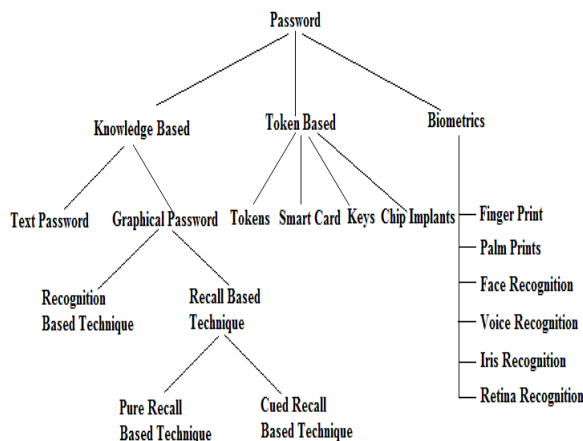 Password
Knowledge Based
Token Based
Biometrics
Text Password
Graphical Password
Tokens
Smart Card
Keys
Chip Implants
Finger Print
Palm Prints
Face Recognition
Voice Recognition
Iris Recognition
Retina Recognition
Recognition
Based Technique
Recall Based
Technique
Pure Recall
Based Technique
Cued Recall
Based Technique